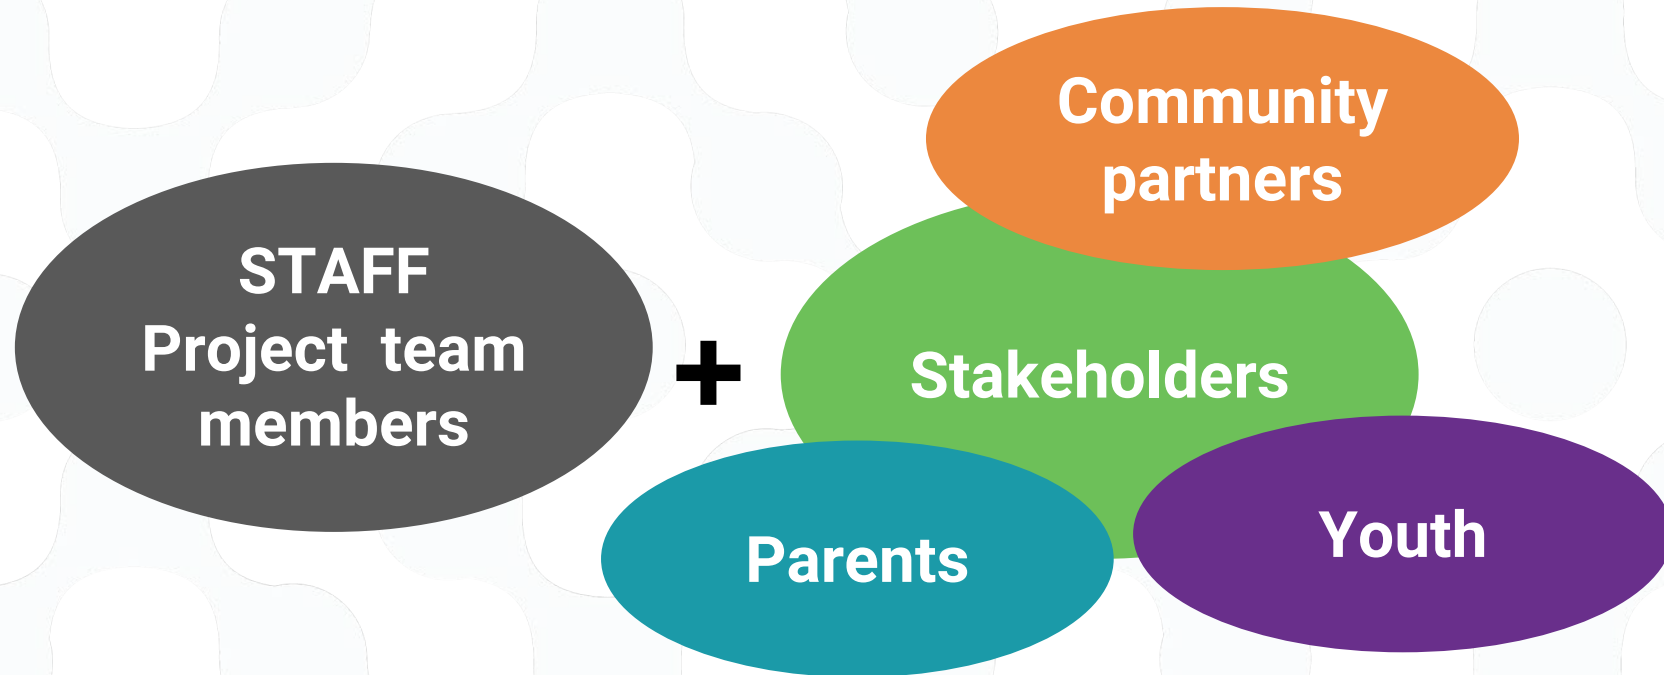 STAFF
Project team
members
+
Community
partners
Stakeholders
Parents
Youth